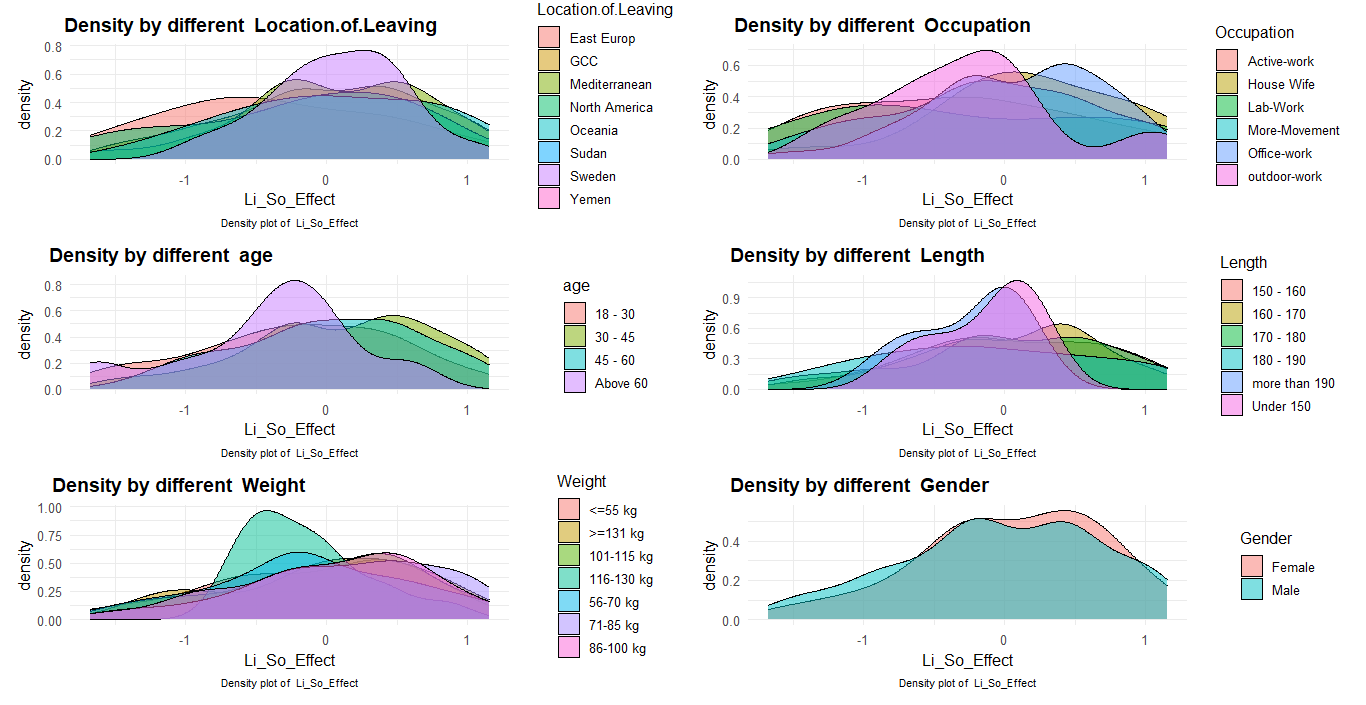 Density by different Location.of.Leaving
density
0.8
0.6
0.4
0.2
0.0
-1
0
1
Li_So_Effect
Density plot of Li_So_Effect
Location.of.Leaving
East Europ
GCC
Mediterranean
North America
Oceania
Sudan
Sweden
Yemen
Density by different Occupation
density
0.6
0.4
0.2
0.0
-1
0
1
Li_So_Effect
Density plot of Li_So_Effect
Occupation
Active-work
House Wife
Lab-Work
More-Movement
Office-work
outdoor-work
Density by different age
density
0.8
0.6
0.4
0.2
0.0
-1
0
1
Li_So_Effect
Density plot of Li_So_Effect
age
18 - 30
30 - 45
45 - 60
Above 60
Density by different Length
density
0.9
0.6
0.3
0.0
-1
0
1
Li_So_Effect
Density plot of Li_So_Effect
Length
150 - 160
160 - 170
170 - 180
180 - 190
more than 190
Under 150
Density by different Weight
density
1.00
0.75
0.50
0.25
0.00
-1
0
1
Li_So_Effect
Density plot of Li_So_Effect
Weight
<=55 kg
>=131 kg
101-115 kg
116-130 kg
56-70 kg
71-85 kg
86-100 kg
Density by different Gender
density
0.4
0.2
0.0
-1
0
1
Li_So_Effect
Density plot of Li_So_Effect
Gender
Female
Male